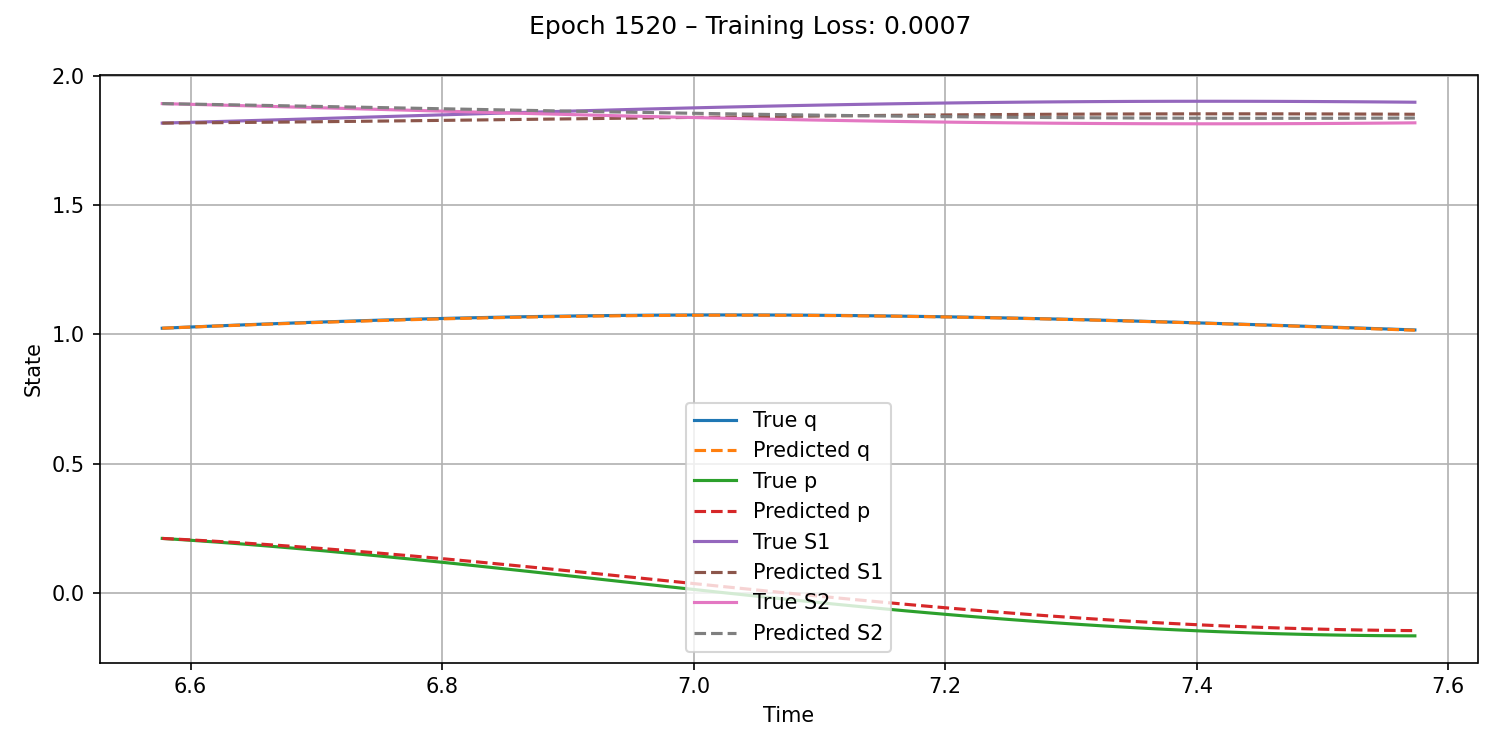 Epoch 1520 – Training Loss: 0.0007
2.0
1.5
1.0
0.5
0.0
State
True q
Predicted q
True p
Predicted p
True S1
Predicted S1
True S2
Predicted S2
6.6 6.8 7.0 7.2 7.4 7.6
Time